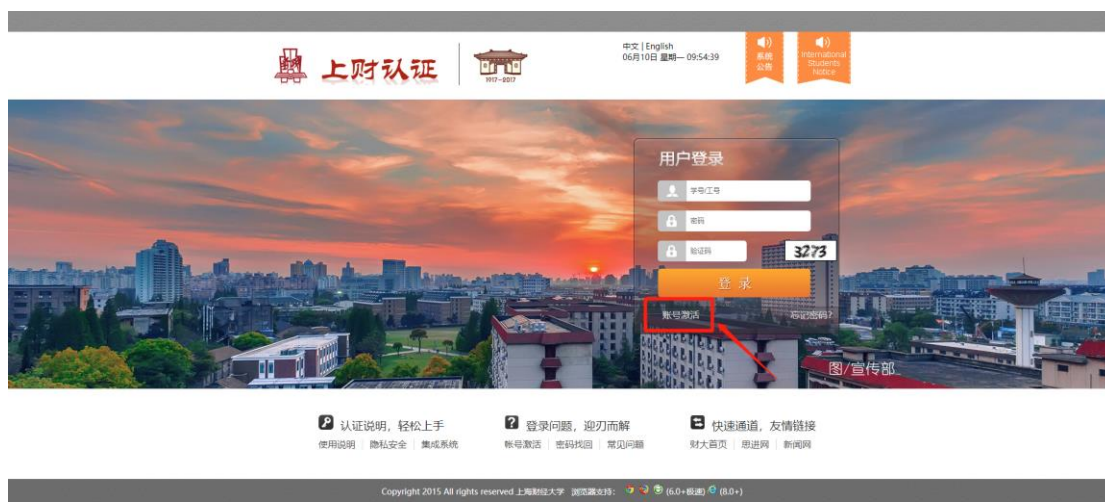 上财认证
1917-2017
中文 | English
06月10日 星期一 09:54:39
系统
公告
International
Students
Notice
用户登录
学号/工号
密码
验证码
3273
登 录
账号激活
忘记密码?
图/宣传部
认证说明，轻松上手
使用说明 | 隐私安全 | 集成系统
登录问题，迎刃而解
帐号激活 | 密码找回 | 常见问题
快速通道，友情链接
财大首页 | 思进网 | 新闻网
Copyright 2015 All rights reserved 上海财经大学 浏览器支持： (6.0+极速) (8.0+)